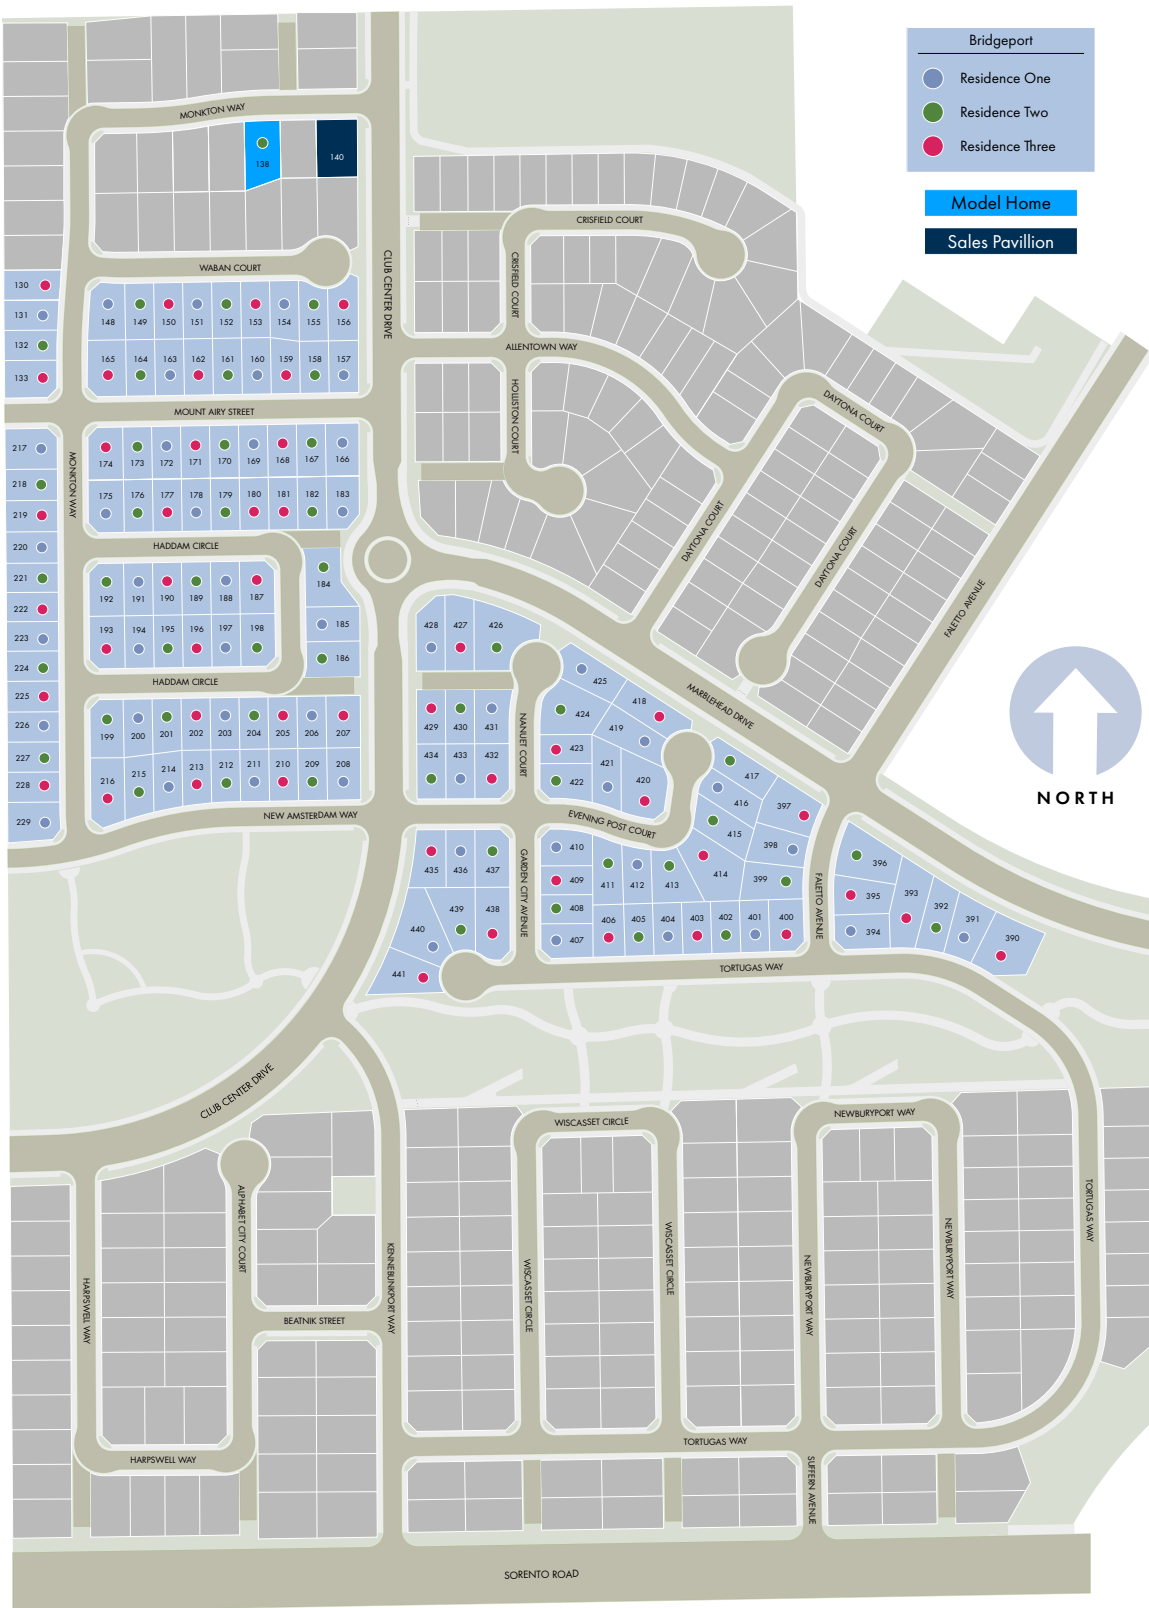 Bridgeport
Residence One
Residence Two
Residence Three
Model Home
Sales Pavillion
MONKTON WAY
138
140
CRISFIELD COURT
WABAN COURT
CLUB CENTER DRIVE
CRISFIELD COURT
130
131
132
133
148 149 150 151 152 153 154 155 156
165 164 163 162 161 160 159 158 157
ALLENTOWN WAY
HOLLISTON COURT
DAYTONA COURT
MOUNT AIRY STREET
217
218
219
220
221
222
223
224
225
226
227
228
229
MONKTON WAY
174 173 172 171 170 169 168 167 166
175 176 177 178 179 180 181 182 183
DAYTONA COURT
DAYTONA COURT
FALETTO AVENUE
HADDAM CIRCLE
184
185
186
192 191 190 189 188 187
193 194 195 196 197 198
HADDAM CIRCLE
199 200 201 202 203 204 205 206 207
216 215 214 213 212 211 210 209 208
NEW AMSTERDAM WAY
428 427 426
425
424
423
422
418
419
421
420
MARBLEHEAD DRIVE
NANUET COURT
429 430 431
434 433 432
EVENING POST COURT
417
416
415
414
397
398
399
NORTH
435 436 437
440 439 438
441
GARDEN CITY AVENUE
410
409
408
407
411 412 413
406 405 404 403 402 401 400
FALETTO AVENUE
396
395
394
393
392
391
390
TORTUGAS WAY
CLUB CENTER DRIVE
WISCASSET CIRCLE
NEWBURYPORT WAY
ALPHABET CITY COURT
HARPSWELL WAY
KENNEBUNKPORT WAY
WISCASSET CIRCLE
WISCASSET CIRCLE
NEWBURYPORT WAY
NEWBURYPORT WAY
TORTUGAS WAY
BEATNIK STREET
HARPSWELL WAY
TORTUGAS WAY
SUFFERN AVENUE
SORENTO ROAD